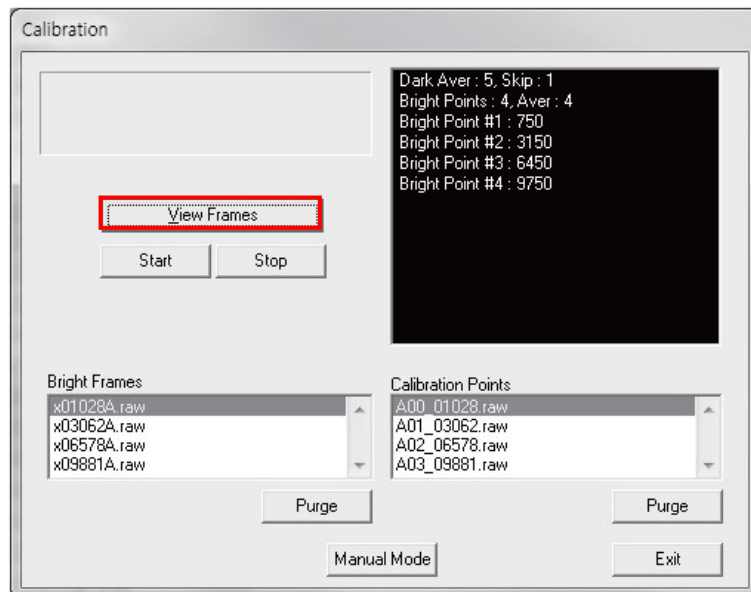 Calibration
Dark Aver : 5, Skip : 1
Bright Points : 4, Aver : 4
Bright Point #1 : 750
Bright Point #2 : 3150
Bright Point #3 : 6450
Bright Point #4 : 9750
View Frames
Start Stop
Bright Frames
x01028A.raw
x03062A.raw
x06578A.raw
x09881A.raw
Purge
Calibration Points
A00_01028.raw
A01_03062.raw
A02_06578.raw
A03_09881.raw
Purge
Manual Mode
Exit